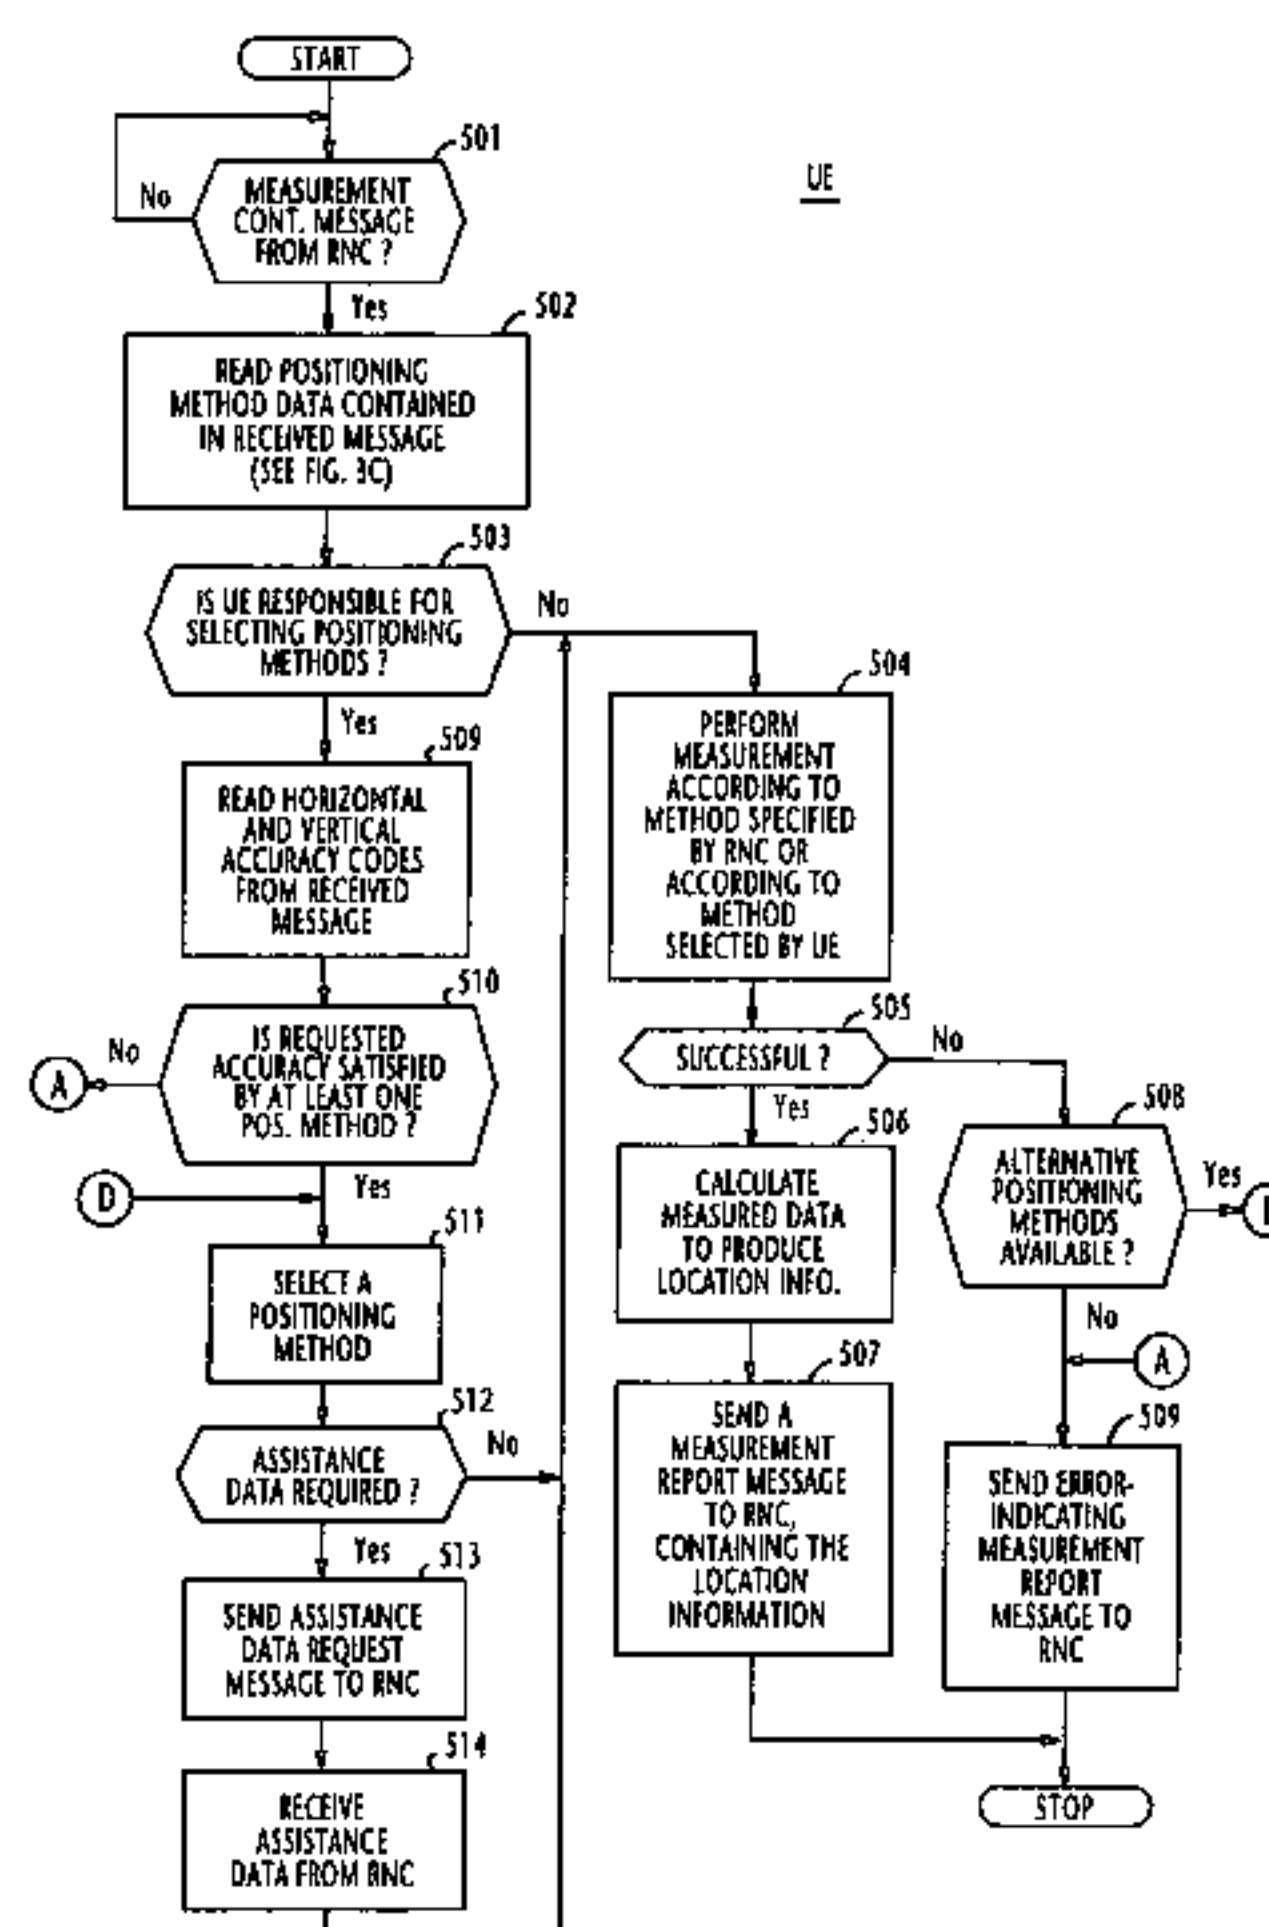 START
501
UE
No
MEASUREMENT
CONT. MESSAGE
FROM RNC ?
Yes
502
READ POSITIONING
METHOD DATA CONTAINED
IN RECEIVED MESSAGE
(SEE FIG. 3C)
503
IS UE RESPONSIBLE FOR
SELECTING POSITIONING
METHODS ?
No
Yes
504
PERFORM
MEASUREMENT
ACCORDING TO
METHOD SPECIFIED
BY RNC OR
ACCORDING TO
METHOD
SELECTED BY UE
509
READ HORIZONTAL
AND VERTICAL
ACCURACY CODES
FROM RECEIVED
MESSAGE
510
IS REQUESTED
ACCURACY SATISFIED
BY AT LEAST ONE
POS. METHOD ?
No
A
Yes
D
505
SUCCESSFUL ?
No
Yes
506
CALCULATE
MEASURED DATA
TO PRODUCE
LOCATION INFO.
508
ALTERNATIVE
POSITIONING
METHODS
AVAILABLE ?
Yes
No
A
511
SELECT A
POSITIONING
METHOD
507
SEND A
MEASUREMENT
REPORT MESSAGE
TO RNC,
CONTAINING THE
LOCATION
INFORMATION
509
SEND ERROR-
INDICATING
MEASUREMENT
REPORT
MESSAGE TO
RNC
512
ASSISTANCE
DATA REQUIRED ?
No
Yes
513
SEND ASSISTANCE
DATA REQUEST
MESSAGE TO RNC
514
RECEIVE
ASSISTANCE
DATA FROM RNC
STOP